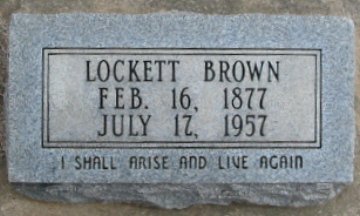 LOCKETT BROWN
FEB. 16, 1877
JULY 17, 1957
I SHALL ARISE AND LIVE AGAIN